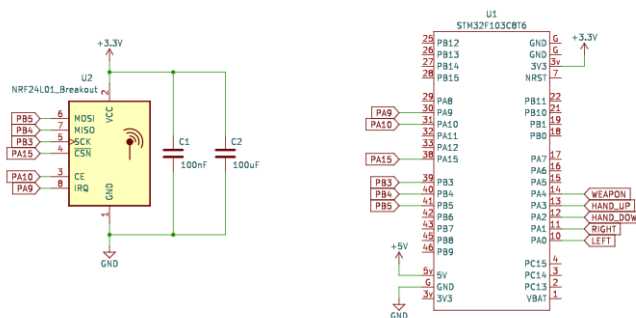 +3.3V
U2
NRF24L01_Breakout
2
VCC
PB5 6 MOSI
PB4 7 MISO
PB3 5 SCK
PA15 4 CSN
PA10 3 CE
PA9 8 IRQ
GND
1
GND
C1
100nF
C2
100uF
U1
STM32F103C8T6
25 PB12 GND G
26 PB13 GND G
27 PB14 3V3 3v +3.3V
28 PB15 NRST 7
29 PA8 PB11 22
PA9 30 PA9 PB10 21
PA10 31 PA10 PB1 19
32 PA11 PB0 18
33 PA12
PA15 38 PA15 PA7 17
PA6 16
PA5 15
PB3 39 PB3 PA4 14 WEAPON
PB4 40 PB4 PA3 13 HAND_UP
PB5 41 PB5 PA2 12 HAND_DOW
42 PB6 PA1 11 RIGHT
43 PB7 PA0 10 LEFT
45 PB8
46 PB9
+5V
PC15 4
5v 5V PC14 3
G GND PC13 2
3v 3V3 VBAT 1
GND